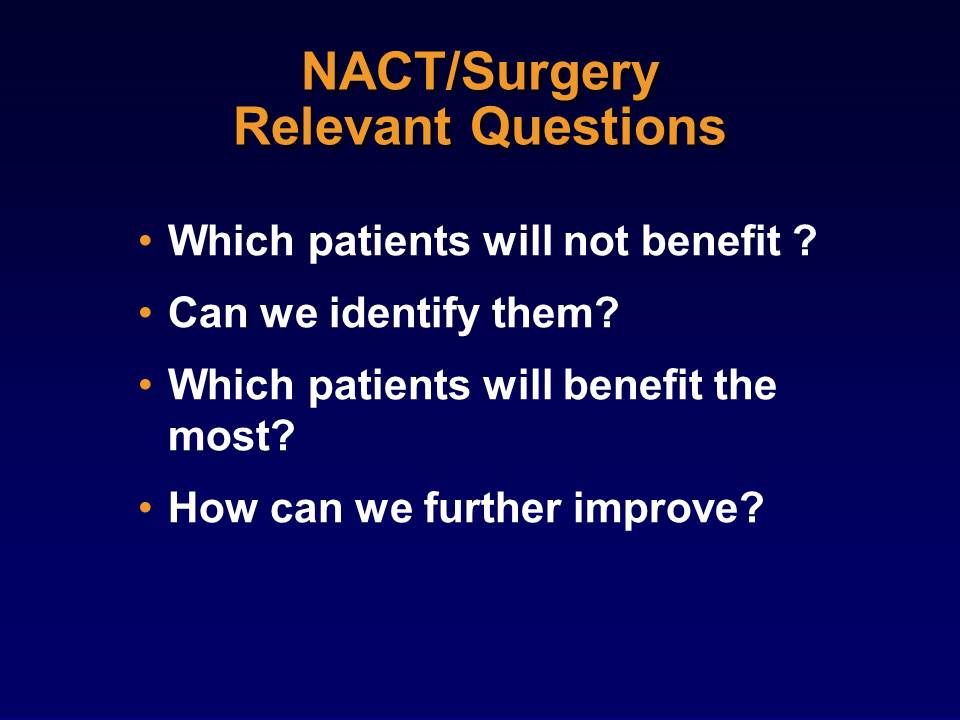 NACT/Surgery
Relevant Questions
• Which patients will not benefit ?
• Can we identify them?
• Which patients will benefit the
most?
• How can we further improve?